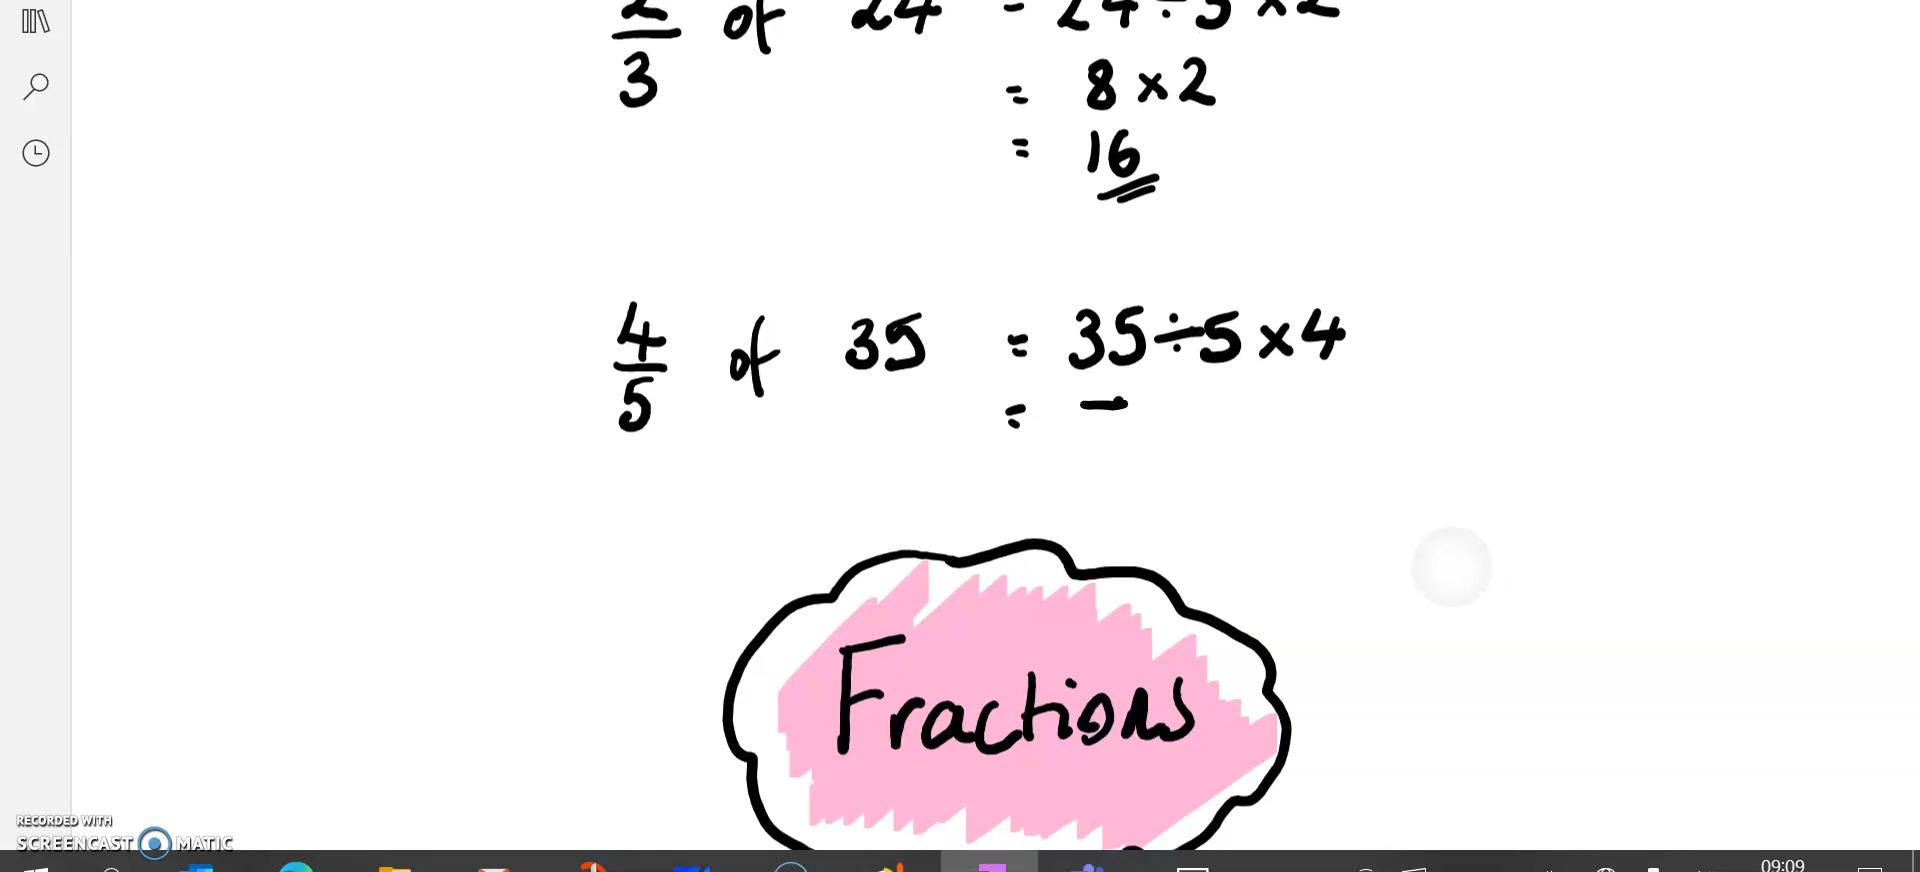 2/3 of 24 = 24÷3×2
= 8×2
= 16
4/5 of 35 = 35÷5×4
=
Fractions
RECORDED WITH
SCREENCAST MATIC
09:09